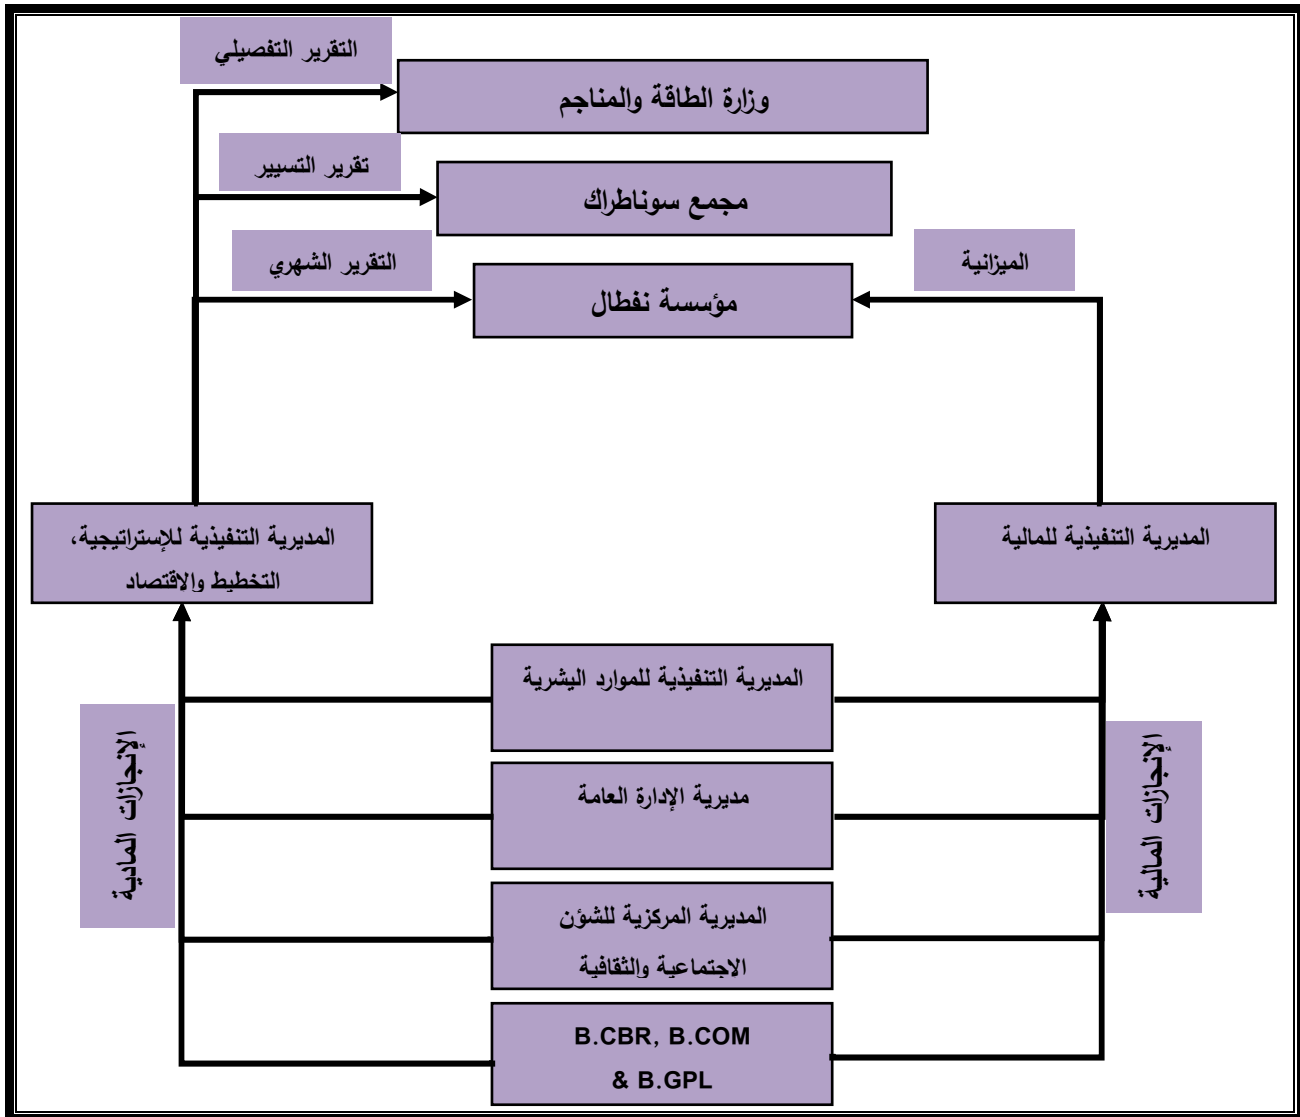 التقرير التفصيلي
وزارة الطاقة والمناجم
تقرير التسيير
مجمع سوناطراك
التقرير الشهري
الميزانية
مؤسسة نفطال
المديرية التنفيذية للمالية
المديرية التنفيذية للإستراتيجية،
التخطيط والاقتصاد
المديرية التنفيذية للموارد اليشرية
الإنجازات المالية
الإنجازات المادية
مديرية الإدارة العامة
المديرية المركزية للشؤن
الاجتماعية والثقافية
B.CBR, B.COM
& B.GPL